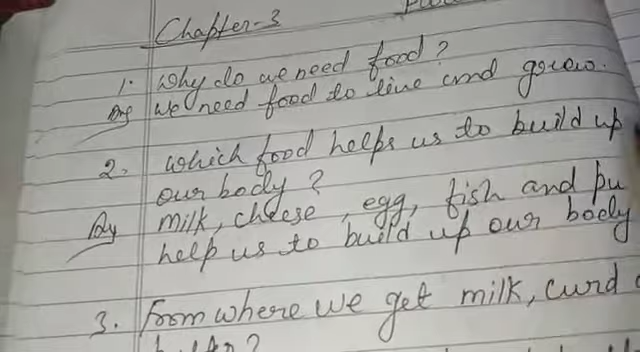 Chapter-3
1. Why do we need food?
Ans we need food to live and grow.
2. which food helps us to build up
our body?
Ans milk, cheese, egg, fish and pu
help us to build up our body
3. From where we get milk, curd